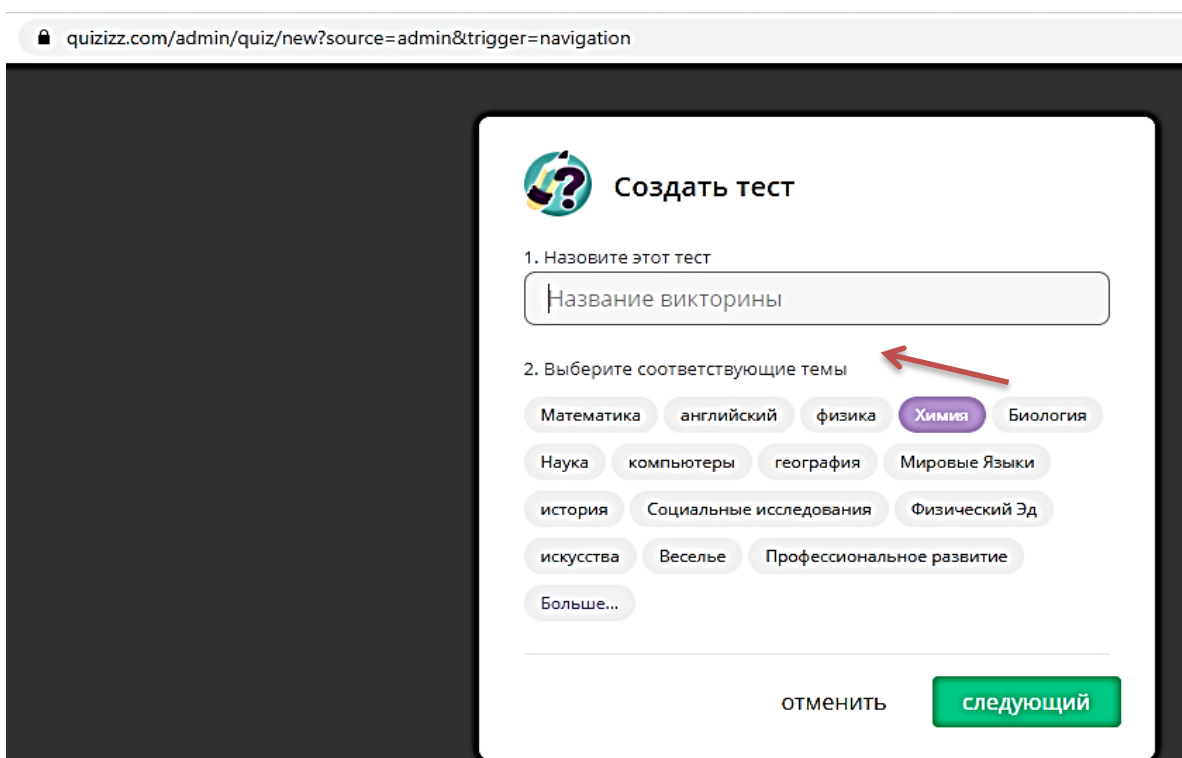 quizizz.com/admin/quiz/new?source=admin&trigger=navigation
Создать тест
1. Назовите этот тест
Название викторины
2. Выберите соответствующие темы
Математика английский физика Химия Биология
Наука компьютеры география Мировые Языки
история Социальные исследования Физический Эд
искусства Веселье Профессиональное развитие
Больше...
отменить следующий